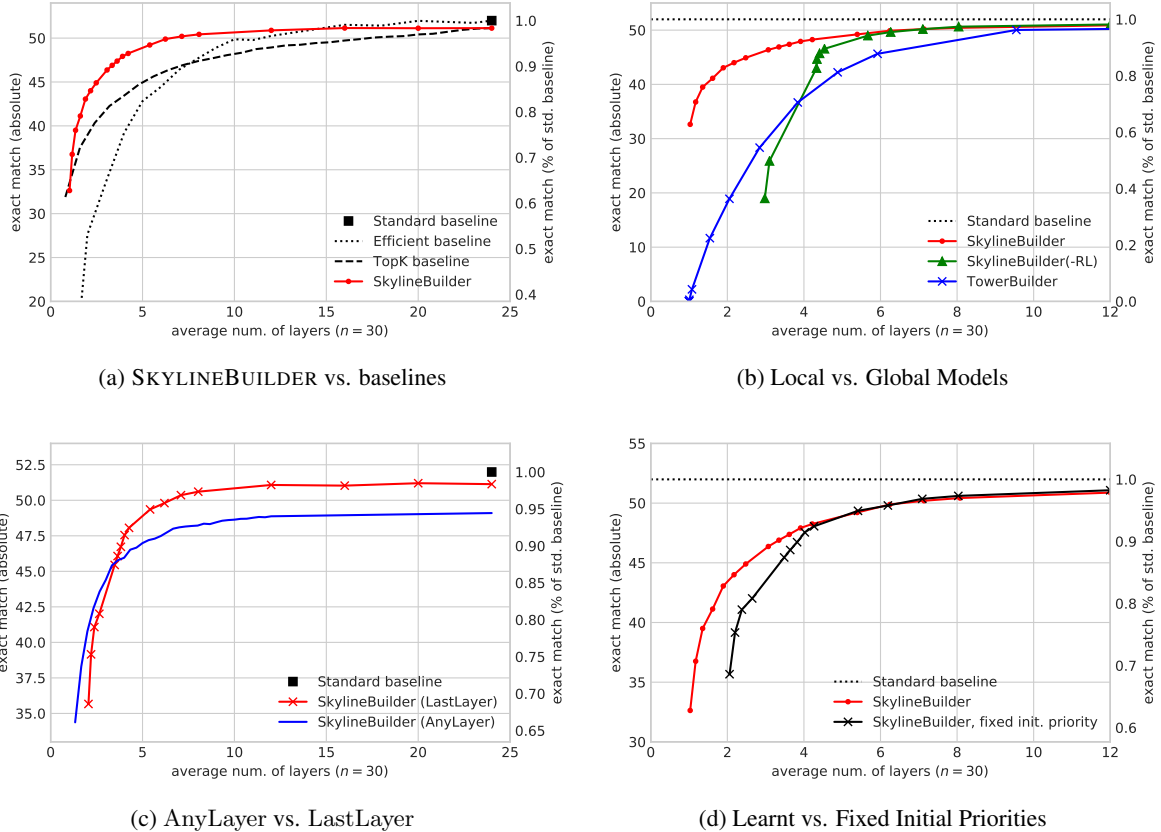 50
45
40
35
30
25
20
0
5
10
15
20
25
1.0
0.9
0.8
0.7
0.6
0.5
0.4
exact match (absolute)
exact match (% of std. baseline)
average num. of layers (n = 30)
Standard baseline
Efficient baseline
TopK baseline
SkylineBuilder
(a) SKYLINEBUILDER vs. baselines
50
40
30
20
10
0
0
2
4
6
8
10
12
1.0
0.8
0.6
0.4
0.2
0.0
exact match (absolute)
exact match (% of std. baseline)
average num. of layers (n = 30)
Standard baseline
SkylineBuilder
SkylineBuilder(-RL)
TowerBuilder
(b) Local vs. Global Models
52.5
50.0
47.5
45.0
42.5
40.0
37.5
35.0
0
5
10
15
20
25
1.00
0.95
0.90
0.85
0.80
0.75
0.70
0.65
exact match (absolute)
exact match (% of std. baseline)
average num. of layers (n = 30)
Standard baseline
SkylineBuilder (LastLayer)
SkylineBuilder (AnyLayer)
(c) AnyLayer vs. LastLayer
55
50
45
40
35
30
0
2
4
6
8
10
12
1.0
0.9
0.8
0.7
0.6
exact match (absolute)
exact match (% of std. baseline)
average num. of layers (n = 30)
Standard baseline
SkylineBuilder
SkylineBuilder, fixed init. priority
(d) Learnt vs. Fixed Initial Priorities